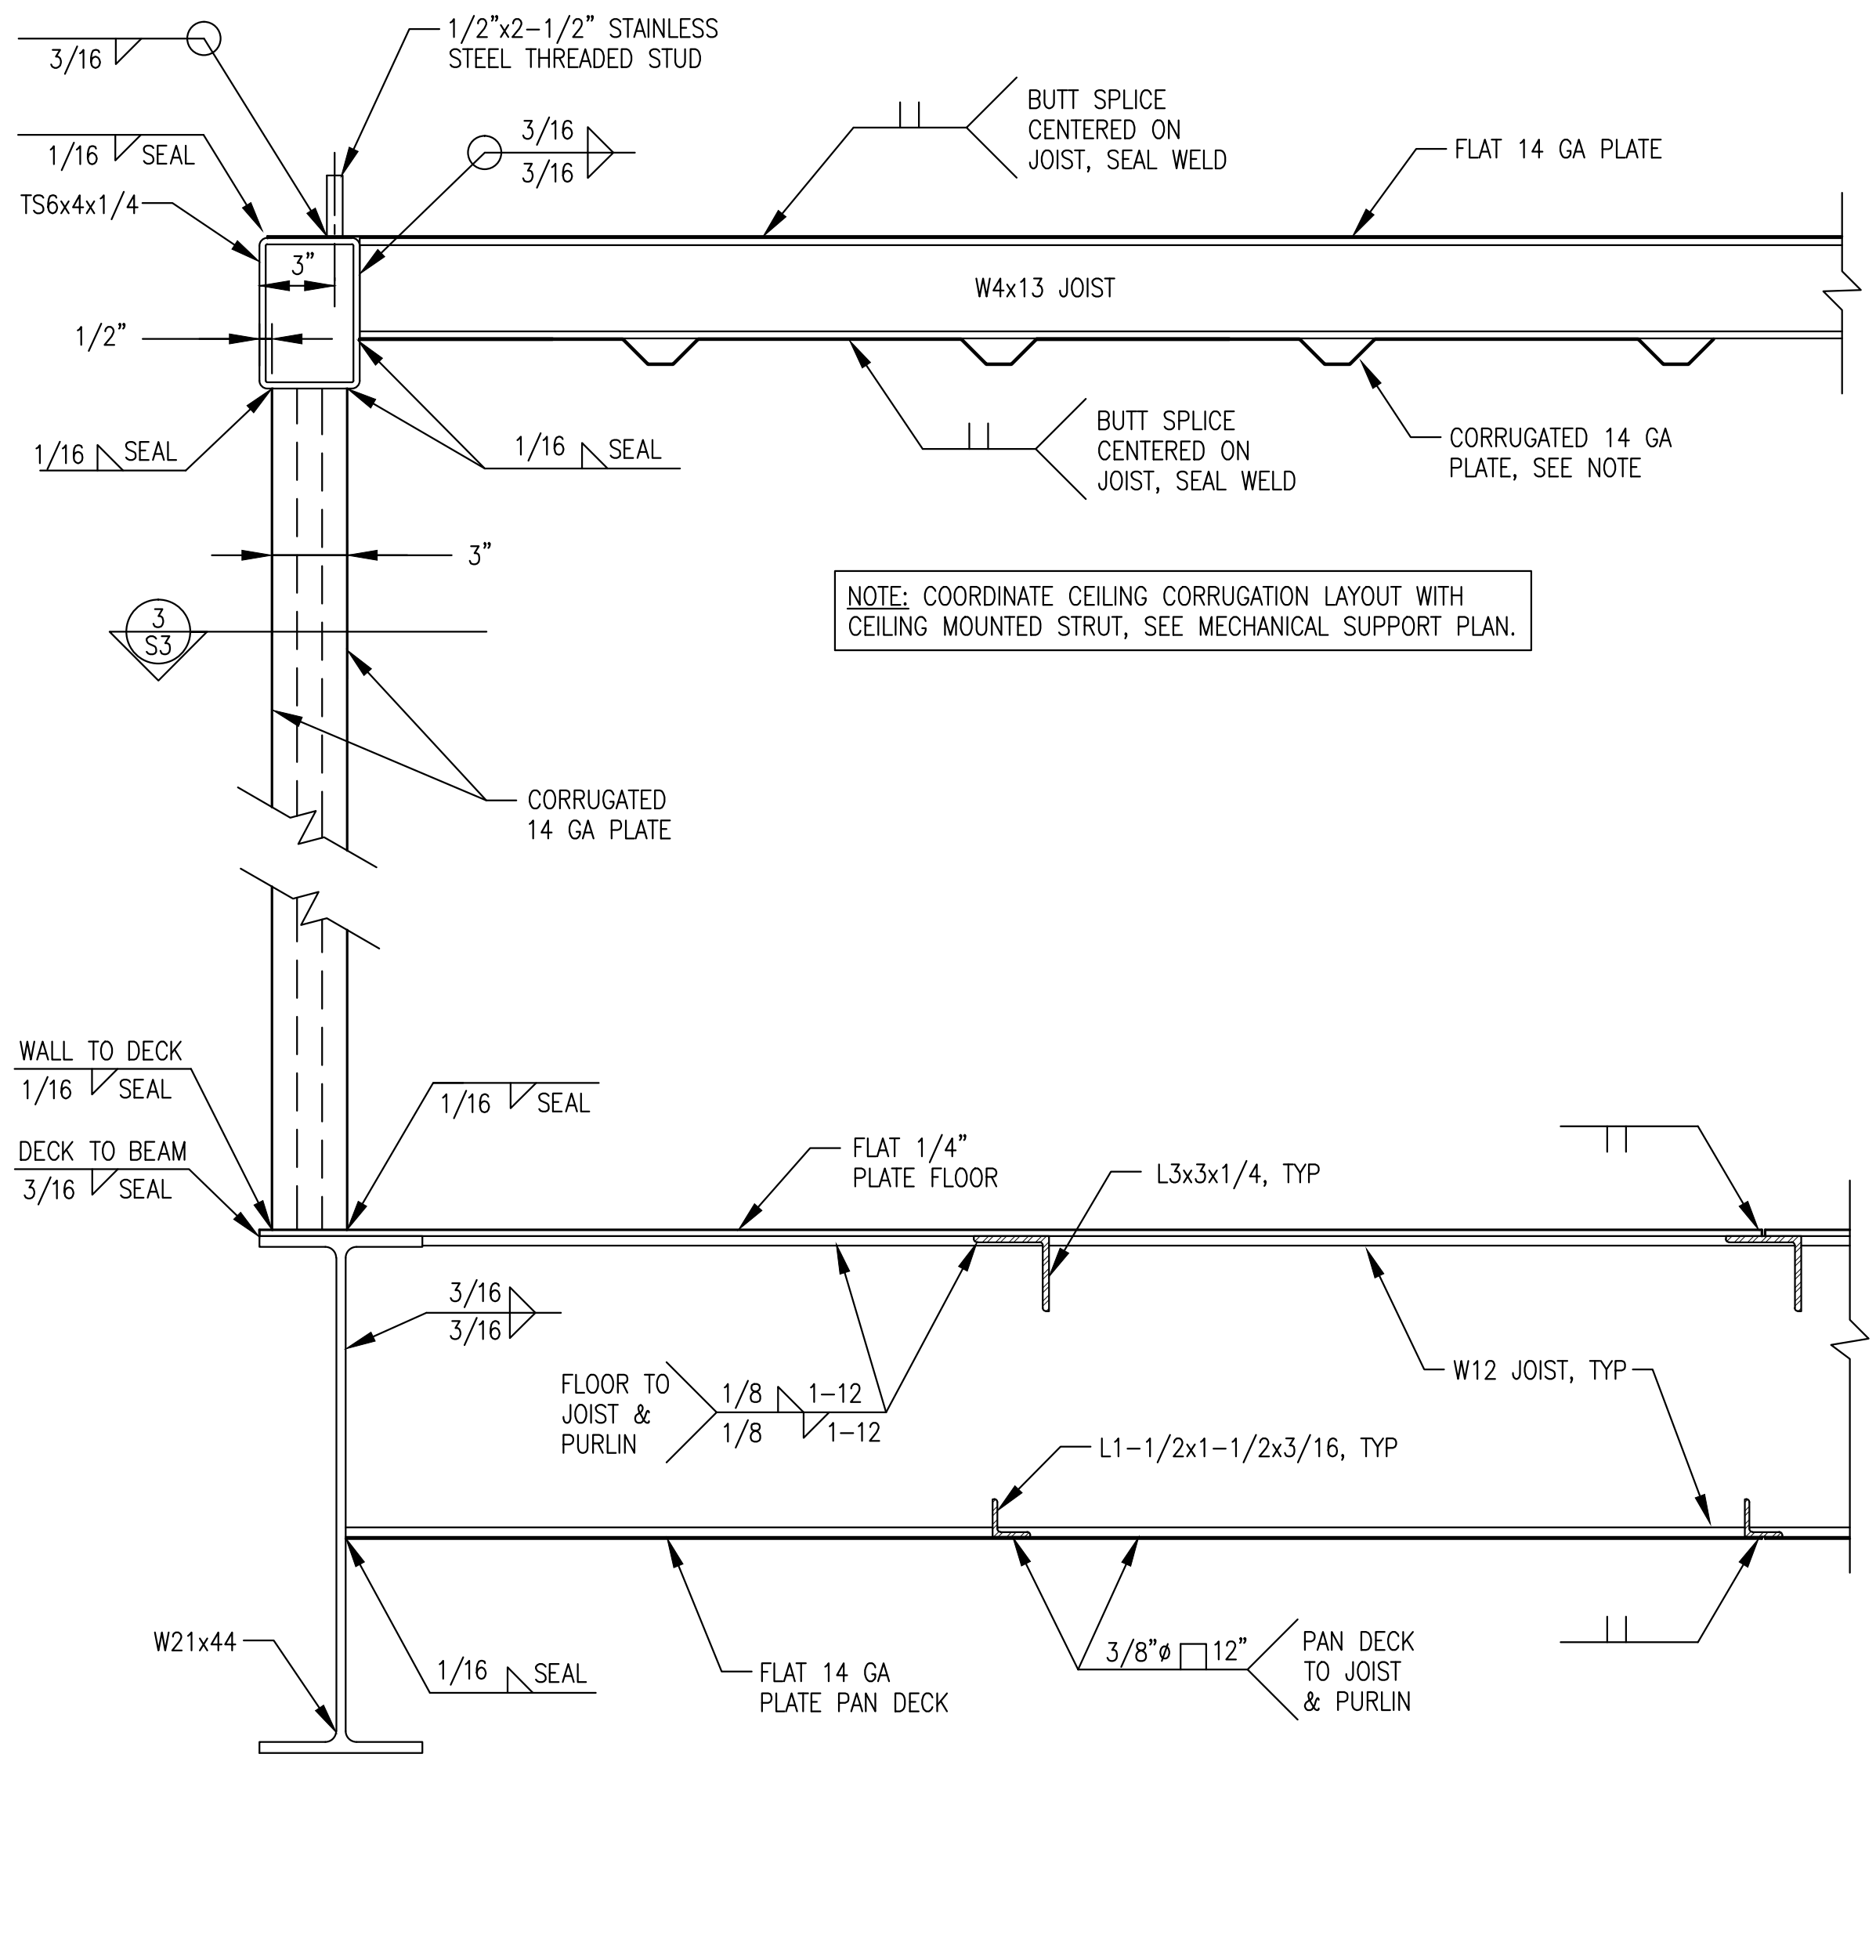 1/2"x2-1/2" STAINLESS
STEEL THREADED STUD
3/16
1/16 SEAL
TS6x4x1/4
3/16
3/16
BUTT SPLICE
CENTERED ON
JOIST, SEAL WELD
FLAT 14 GA PLATE
3"
W4x13 JOIST
1/2"
1/16 SEAL
1/16 SEAL
BUTT SPLICE
CENTERED ON
JOIST, SEAL WELD
CORRUGATED 14 GA
PLATE, SEE NOTE
3"
NOTE: COORDINATE CEILING CORRUGATION LAYOUT WITH
CEILING MOUNTED STRUT, SEE MECHANICAL SUPPORT PLAN.
3
S3
CORRUGATED
14 GA PLATE
WALL TO DECK
1/16 SEAL
1/16 SEAL
DECK TO BEAM
3/16 SEAL
FLAT 1/4"
PLATE FLOOR
L3x3x1/4, TYP
3/16
3/16
W12 JOIST, TYP
FLOOR TO
JOIST &
PURLIN
1/8 1-12
1/8 1-12
L1-1/2x1-1/2x3/16, TYP
W21x44
1/16 SEAL
FLAT 14 GA
PLATE PAN DECK
3/8"ø 12"
PAN DECK
TO JOIST
& PURLIN